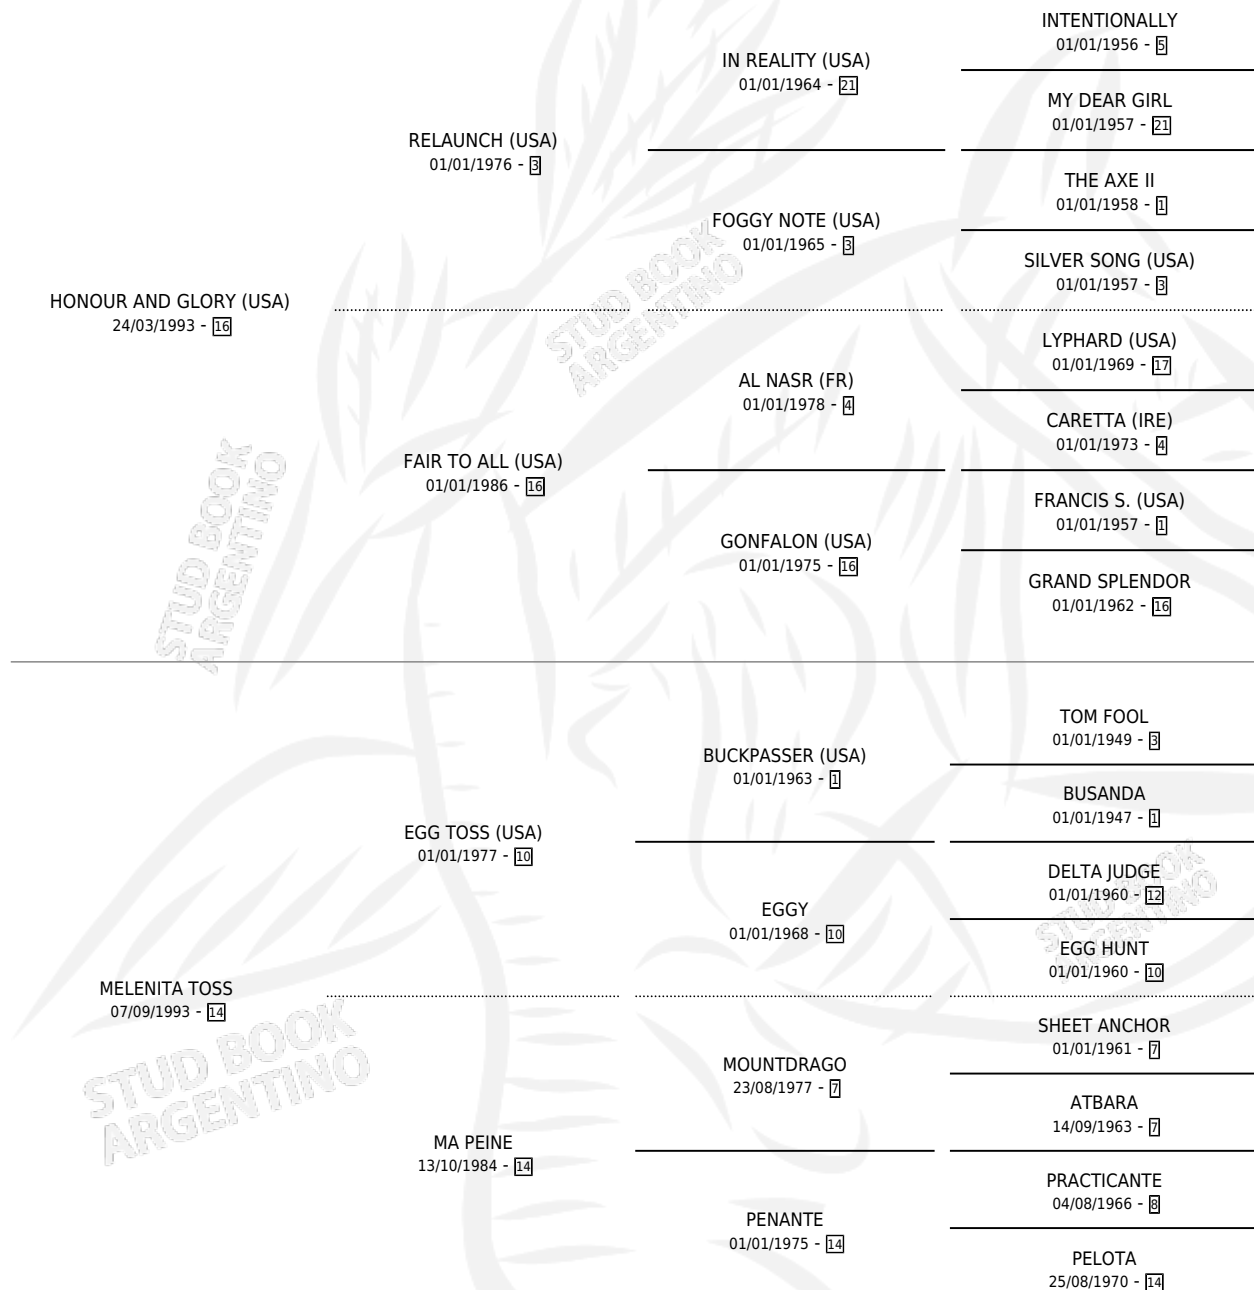 INTENTIONALLY
01/01/1956 - 5
IN REALITY (USA)
01/01/1964 - 21
MY DEAR GIRL
01/01/1957 - 21
RELAUNCH (USA)
01/01/1976 - 3
THE AXE II
01/01/1958 - 1
FOGGY NOTE (USA)
01/01/1965 - 3
SILVER SONG (USA)
01/01/1957 - 3
HONOUR AND GLORY (USA)
24/03/1993 - 16
LYPHARD (USA)
01/01/1969 - 17
AL NASR (FR)
01/01/1978 - 4
CARETTA (IRE)
01/01/1973 - 4
FAIR TO ALL (USA)
01/01/1986 - 16
FRANCIS S. (USA)
01/01/1957 - 1
GONFALON (USA)
01/01/1975 - 16
GRAND SPLENDOR
01/01/1962 - 16
TOM FOOL
01/01/1949 - 3
BUCKPASSER (USA)
01/01/1963 - 1
BUSANDA
01/01/1947 - 1
EGG TOSS (USA)
01/01/1977 - 10
DELTA JUDGE
01/01/1960 - 12
EGGY
01/01/1968 - 10
EGG HUNT
01/01/1960 - 10
MELENITA TOSS
07/09/1993 - 14
SHEET ANCHOR
01/01/1961 - 7
MOUNTDRAGO
23/08/1977 - 7
ATBARA
14/09/1963 - 7
MA PEINE
13/10/1984 - 14
PRACTICANTE
04/08/1966 - 8
PENANTE
01/01/1975 - 14
PELOTA
25/08/1970 - 14
STUD BOOK
ARGENTINO
STUD BOOK
ARGENTINO
STUD BOOK
ARGENTINO
STUD BOOK
ARGENTINO